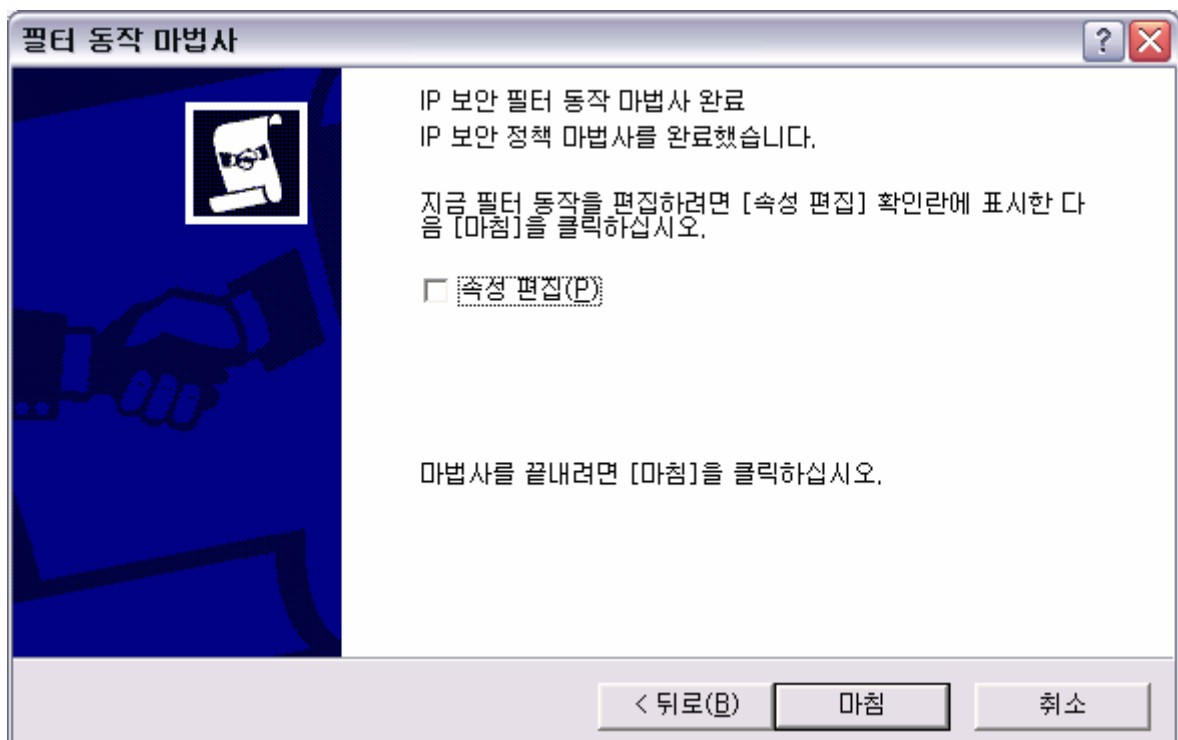 필터 동작 마법사
IP 보안 필터 동작 마법사 완료
IP 보안 정책 마법사를 완료했습니다.
지금 필터 동작을 편집하려면 [속성 편집] 확인란에 표시한 다
음 [마침]을 클릭하십시오.
속성 편집(P)
마법사를 끝내려면 [마침]을 클릭하십시오.
< 뒤로(B)
마침
취소